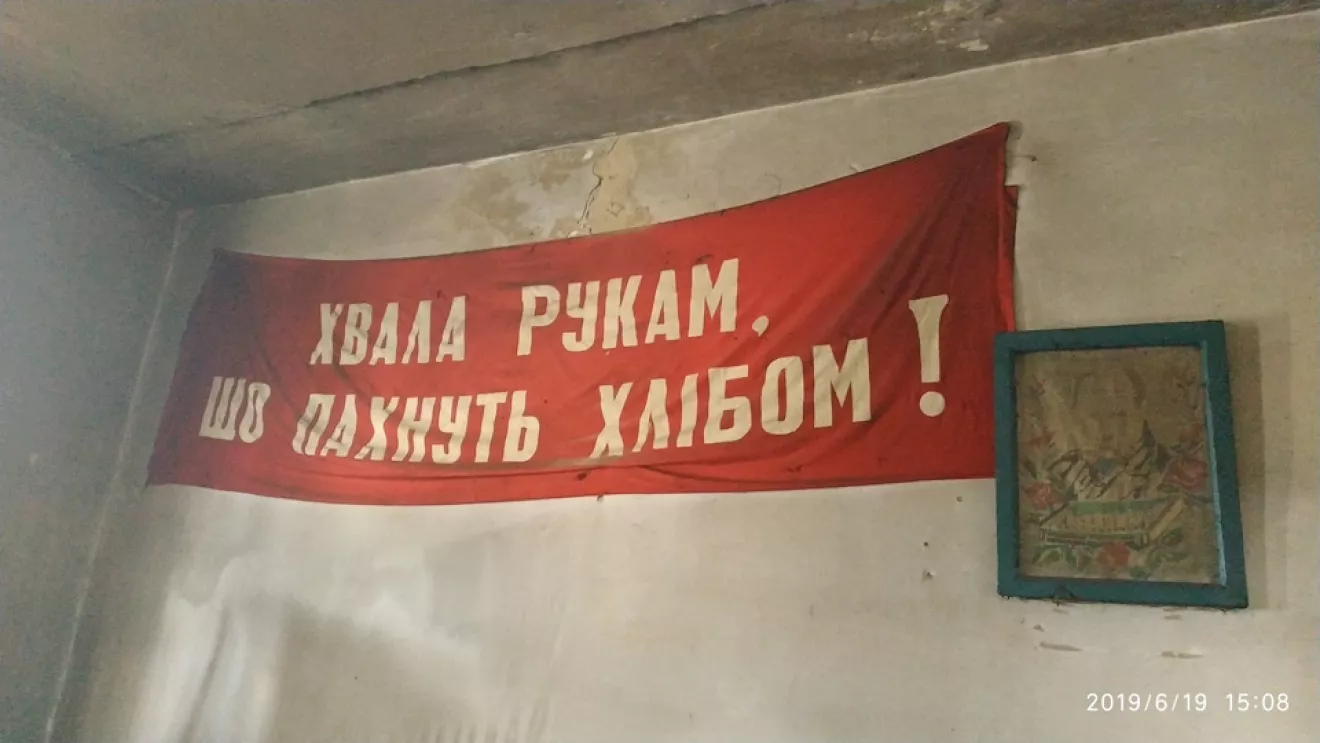 ХВАЛА РУКАМ,
ЩО ПАХНУТЬ ХЛІБОМ!
2019/6/19 15:08